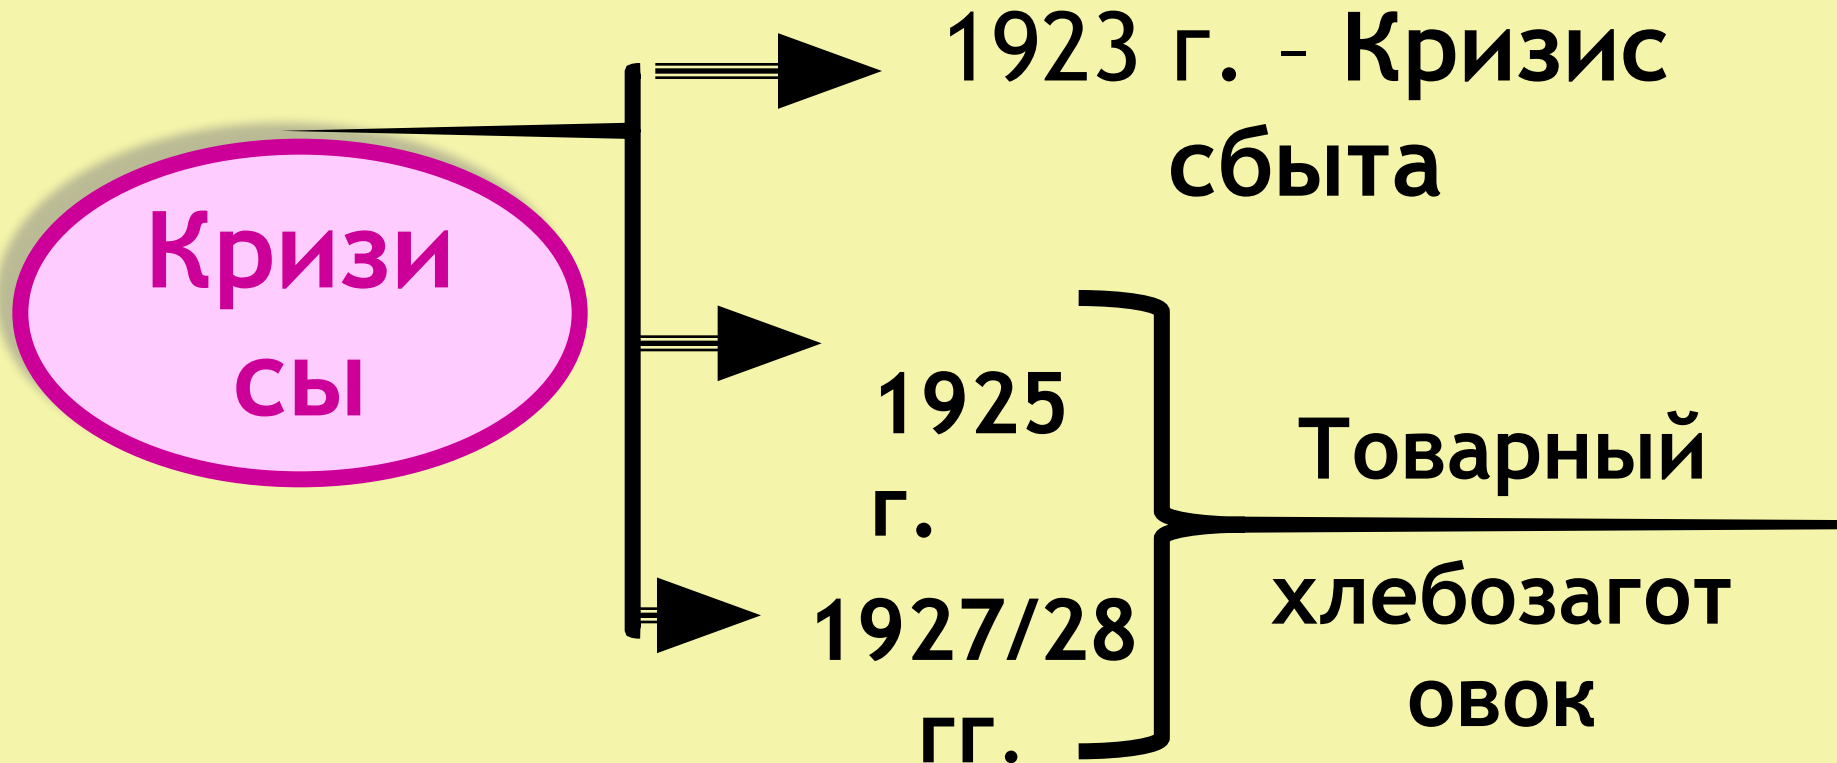 1923 г. – Кризис
сбыта
Кризи
сы
1925
г.
1927/28
гг.
Товарный
хлебозагот
овок